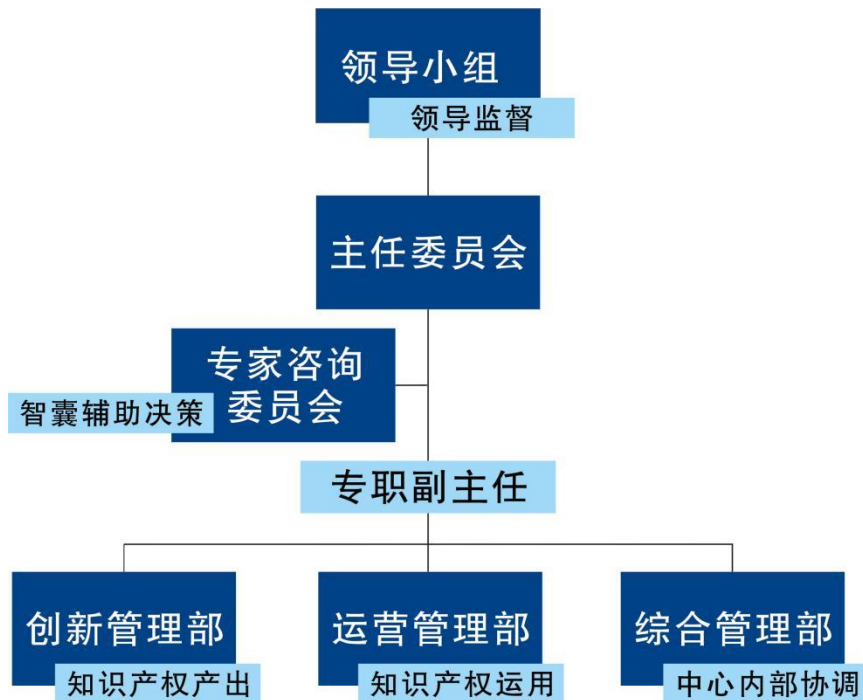 领导小组
领导监督
主任委员会
专家咨询
委员会
智囊辅助决策
专职副主任
创新管理部
知识产权产出
运营管理部
知识产权运用
综合管理部
中心内部协调